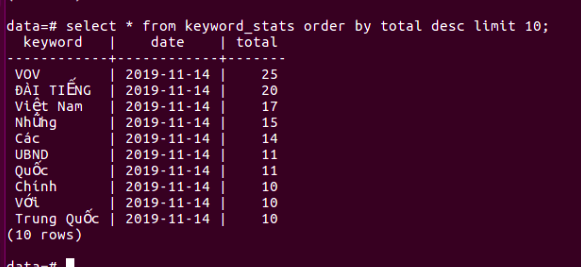 data=# select * from keyword_stats order by total desc limit 10;
keyword | date | total
------------+------------+-------
VOV | 2019-11-14 | 25
ĐÀI TIẾNG | 2019-11-14 | 20
Việt Nam | 2019-11-14 | 17
Những | 2019-11-14 | 15
Các | 2019-11-14 | 14
UBND | 2019-11-14 | 11
Quốc | 2019-11-14 | 11
Chính | 2019-11-14 | 10
Với | 2019-11-14 | 10
Trung Quốc | 2019-11-14 | 10
(10 rows)
data=#